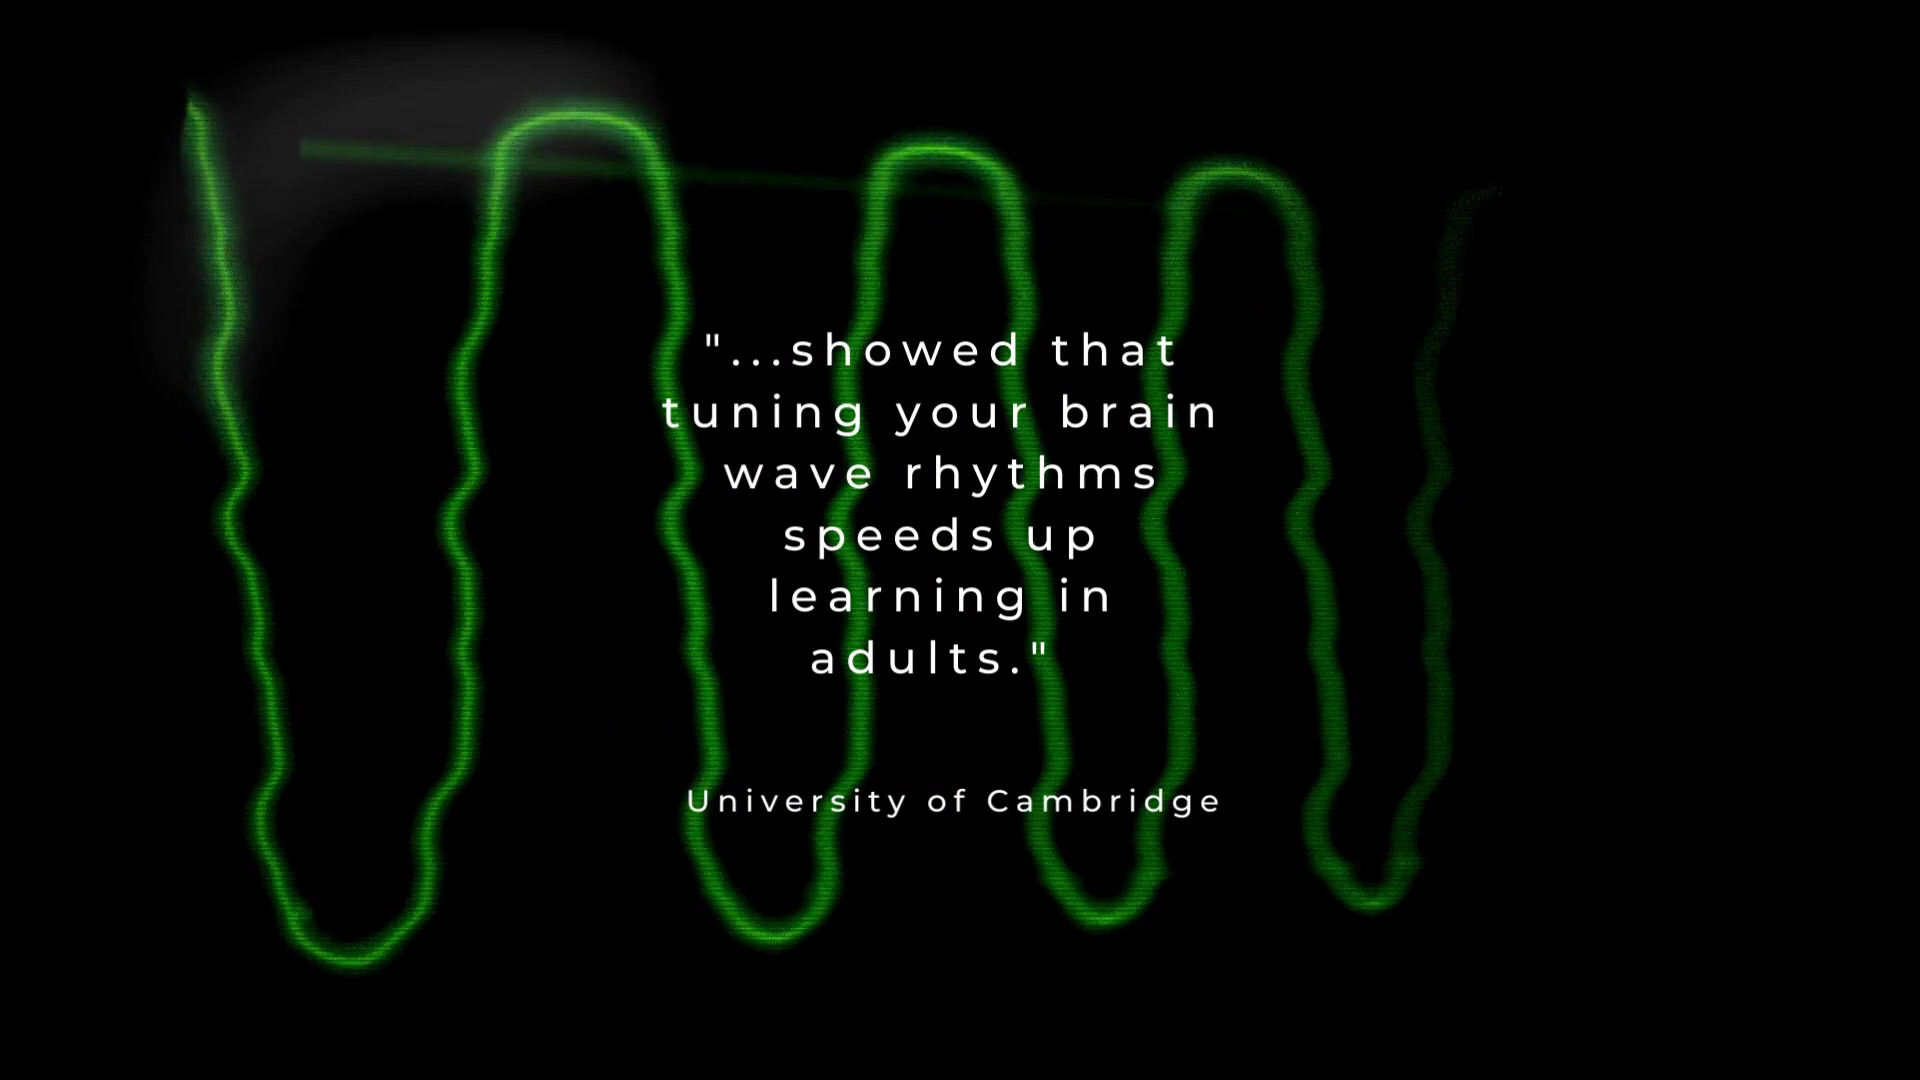 "...showed that
tuning your brain
wave rhythms
speeds up
learning in
adults."
University of Cambridge